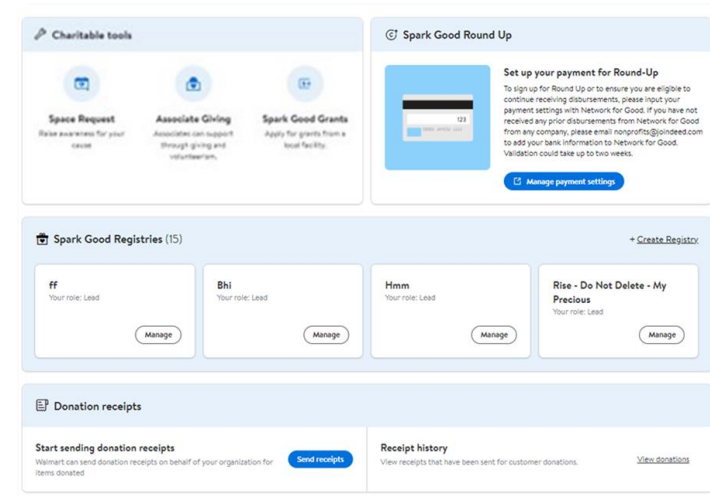 Charitable tools
Space Request
Raise awareness for your
cause
Associate Giving
Associates can support
through giving and
volunteerism.
Spark Good Grants
Apply for grants from a
local facility.
Spark Good Round Up
123
Set up your payment for Round-Up
To sign up for Round Up or to ensure you are eligible to
continue receiving disbursements, please input your
payment settings with Network for Good. If you have not
received any prior disbursements from Network for Good
from any company, please email nonprofits@joindeed.com
to add your bank information to Network for Good.
Validation could take up to two weeks.
Manage payment settings
Spark Good Registries (15)
+ Create Registry
ff
Your role: Lead
Manage
Bhi
Your role: Lead
Manage
Hmm
Your role: Lead
Manage
Rise - Do Not Delete - My
Precious
Your role: Lead
Manage
Donation receipts
Start sending donation receipts
Walmart can send donation receipts on behalf of your organization for
items donated
Send receipts
Receipt history
View receipts that have been sent for customer donations.
View donations